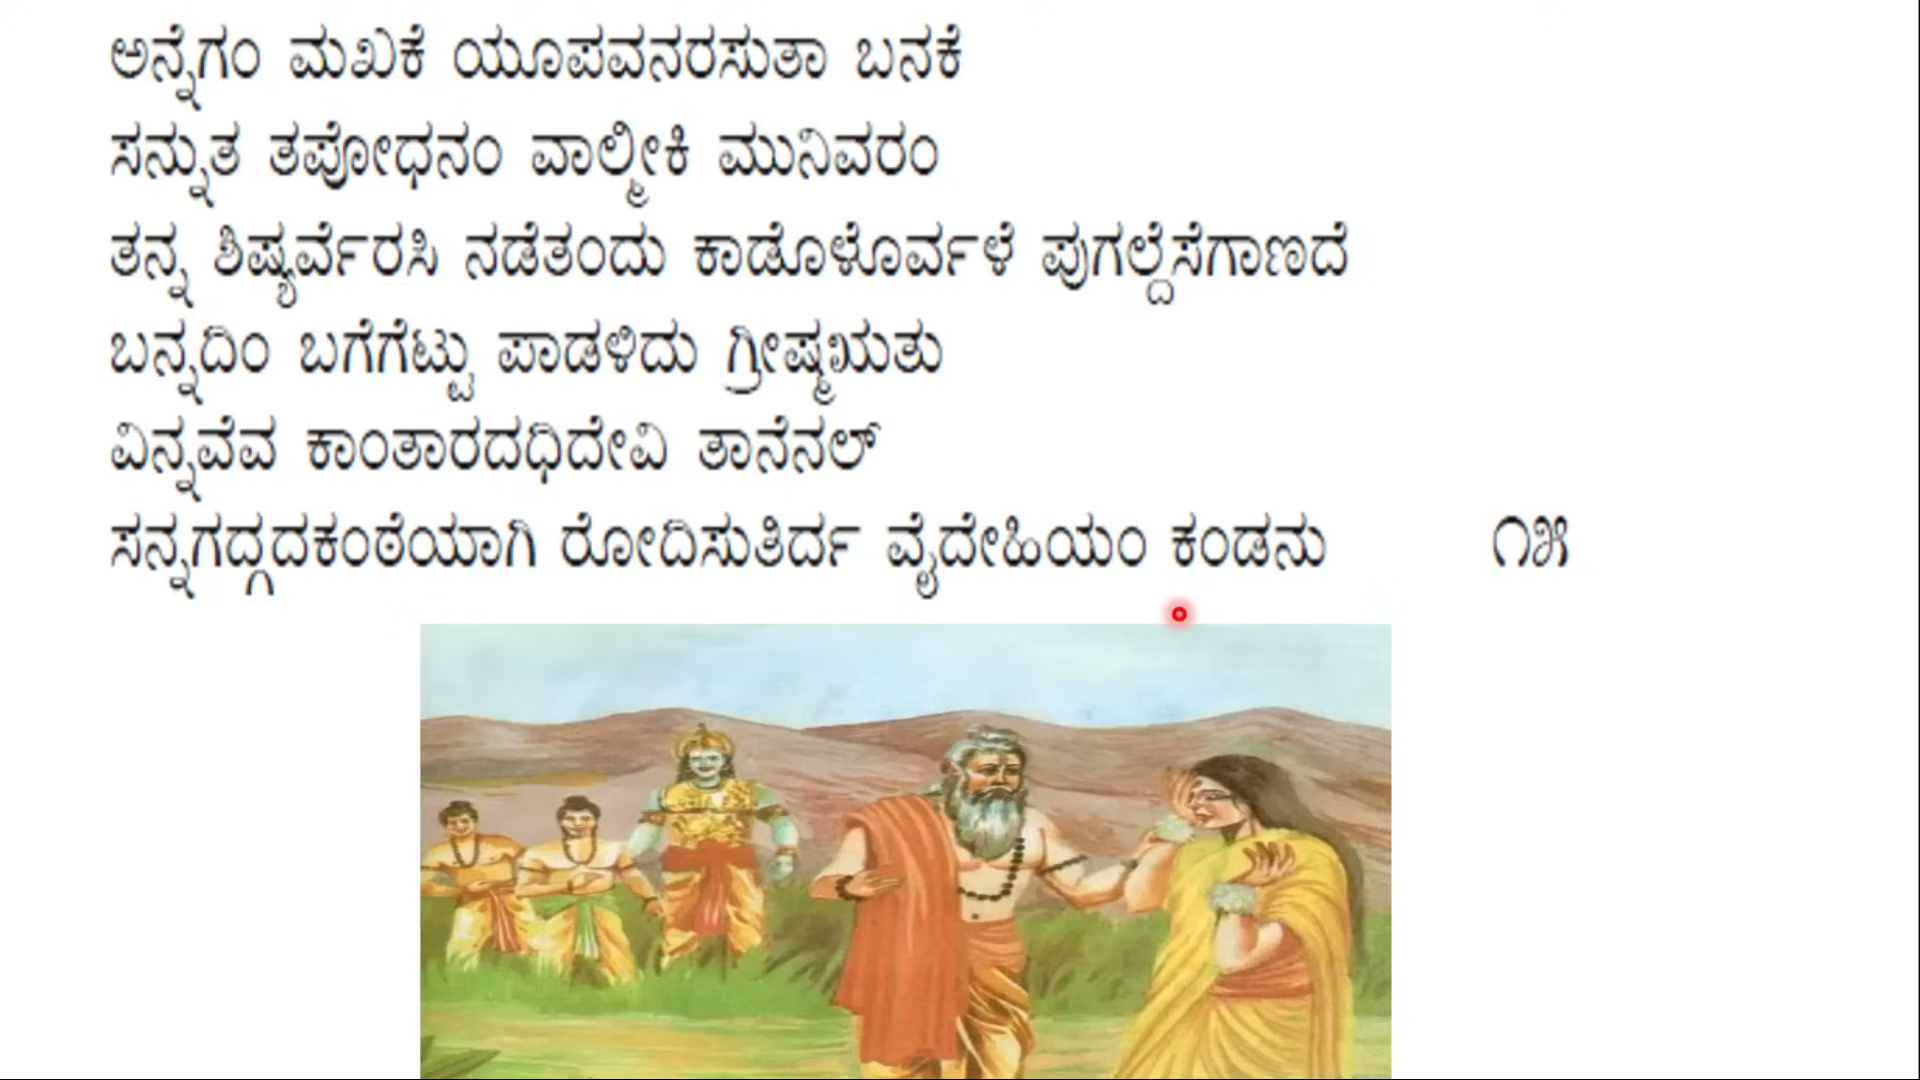 ಅನ್ನೆಗಂ ಮಖಕೆ ಯೂಪವನರಸುತಾ ಬನಕೆ
ಸನ್ನುತ ತಪೋಧನಂ ವಾಲ್ಮೀಕಿ ಮುನಿವರಂ
ತನ್ನ ಶಿಷ್ಯರ್ವೆರಸಿ ನಡೆತಂದು ಕಾಡೊಳೊರ್ವಳೆ ಪುಗಲ್ದೆಸೆಗಾಣದೆ
ಬನ್ನದಿಂ ಬಗೆಗೆಟ್ಟು ಪಾಡಳಿದು ಗ್ರೀಷ್ಮಋತು
ವಿನ್ನವೆವ ಕಾಂತಾರದಧಿದೇವಿ ತಾನೆನಲ್
ಸನ್ನಗದ್ಗದಕಂಠೆಯಾಗಿ ರೋದಿಸುತಿರ್ದ ವೈದೇಹಿಯಂ ಕಂಡನು ೧೫